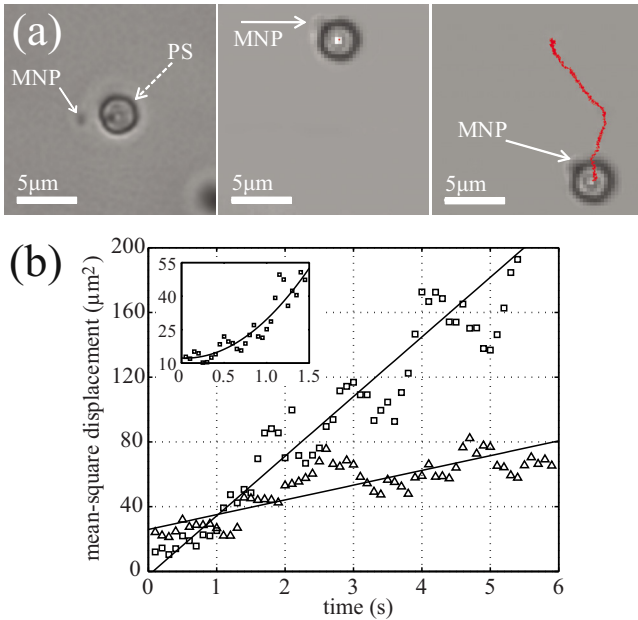 (a)
MNP
PS
5μm
MNP
5μm
MNP
5μm
(b)
mean-square displacement (μm²)
200
160
120
80
40
0
55
40
25
10
0 0.5 1.0 1.5
0 1 2 3 4 5 6
time (s)